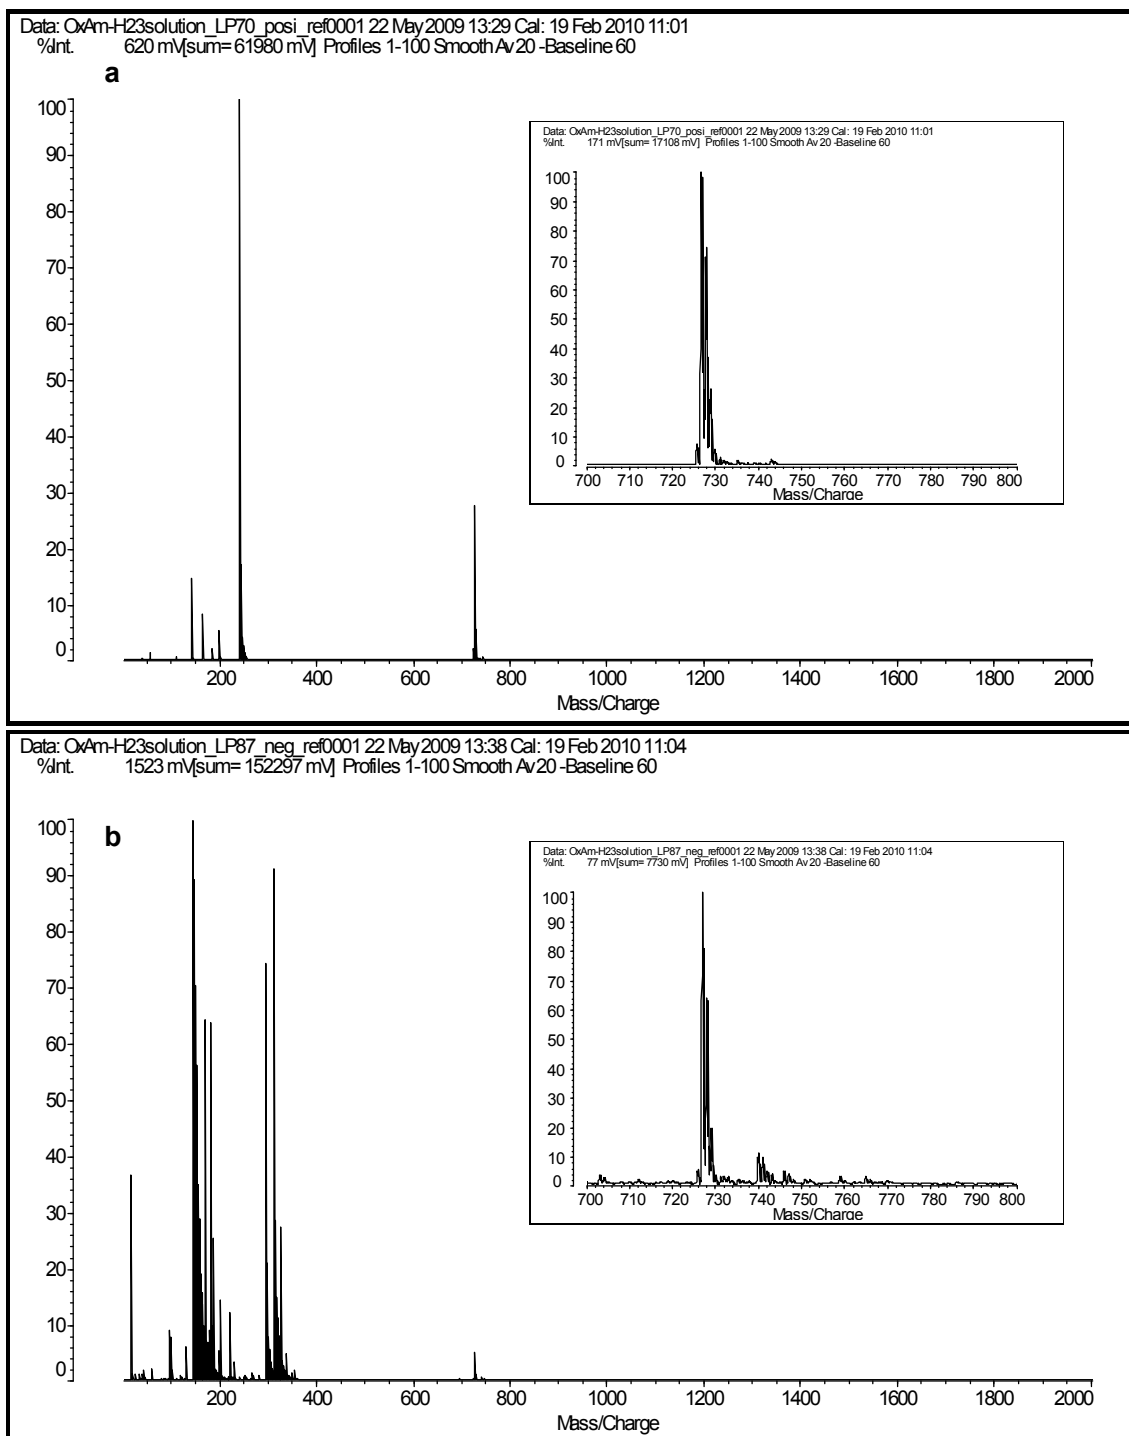 Data: OxAm-H23solution_LP70_posi_ref0001 22 May 2009 13:29 Cal: 19 Feb 2010 11:01
%Int. 620 mV[sum= 61980 mV] Profiles 1-100 Smooth Av 20 -Baseline 60
a
Data: OxAm-H23solution_LP70_posi_ref0001 22 May 2009 13:29 Cal: 19 Feb 2010 11:01
%Int. 171 mV[sum= 17108 mV] Profiles 1-100 Smooth Av 20 -Baseline 60
100
90
80
70
60
50
40
30
20
10
0
700 710 720 730 740 750 760 770 780 790 800
Mass/Charge
100
90
80
70
60
50
40
30
20
10
0
200 400 600 800 1000 1200 1400 1600 1800 2000
Mass/Charge
Data: OxAm-H23solution_LP87_neg_ref0001 22 May 2009 13:38 Cal: 19 Feb 2010 11:04
%Int. 1523 mV[sum= 152297 mV] Profiles 1-100 Smooth Av 20 -Baseline 60
b
Data: OxAm-H23solution_LP87_neg_ref0001 22 May 2009 13:38 Cal: 19 Feb 2010 11:04
%Int. 77 mV[sum= 7730 mV] Profiles 1-100 Smooth Av 20 -Baseline 60
100
90
80
70
60
50
40
30
20
10
0
700 710 720 730 740 750 760 770 780 790 800
Mass/Charge
100
90
80
70
60
50
40
30
20
10
0
200 400 600 800 1000 1200 1400 1600 1800 2000
Mass/Charge